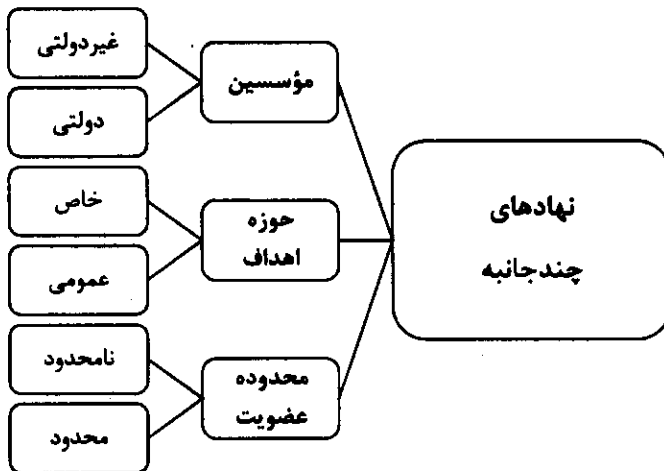 نهادهای
چندجانبه
مؤسسین
غیردولتی
دولتی
حوزه
اهداف
خاص
عمومی
محدوده
عضویت
نامحدود
محدود